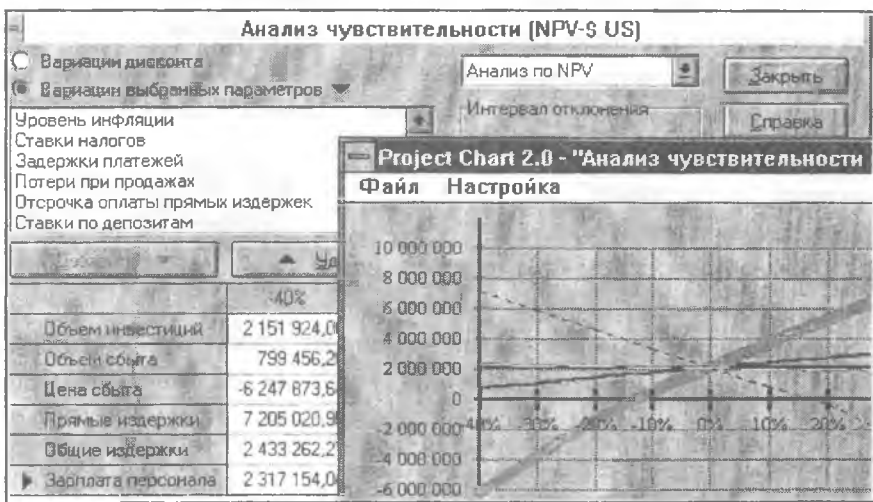 Анализ чувствительности (NPV-$ US)
Вариации дисконта
Вариации выбранных параметров
Анализ по NPV
Закрыть
Интервал отклонения
Справка
Уровень инфляции
Ставки налогов
Задержки платежей
Потери при продажах
Отсрочка оплаты прямых издержек
Ставки по депозитам
Project Chart 2.0 - "Анализ чувствительности
Файл Настройка
Уд
-40%
Объем инвестиций 2 151 924,0
Объем сбыта 799 456,2
Цена сбыта -6 247 873,6
Прямые издержки 7 205 020,9
Общие издержки 2 433 262,2
Зарплата персонала 2 317 154,0
10 000 000
8 000 000
6 000 000
4 000 000
2 000 000
0
-2 000 000
-4 000 000
-6 000 000
-40% -30% -20% -10% 0% 10% 20%